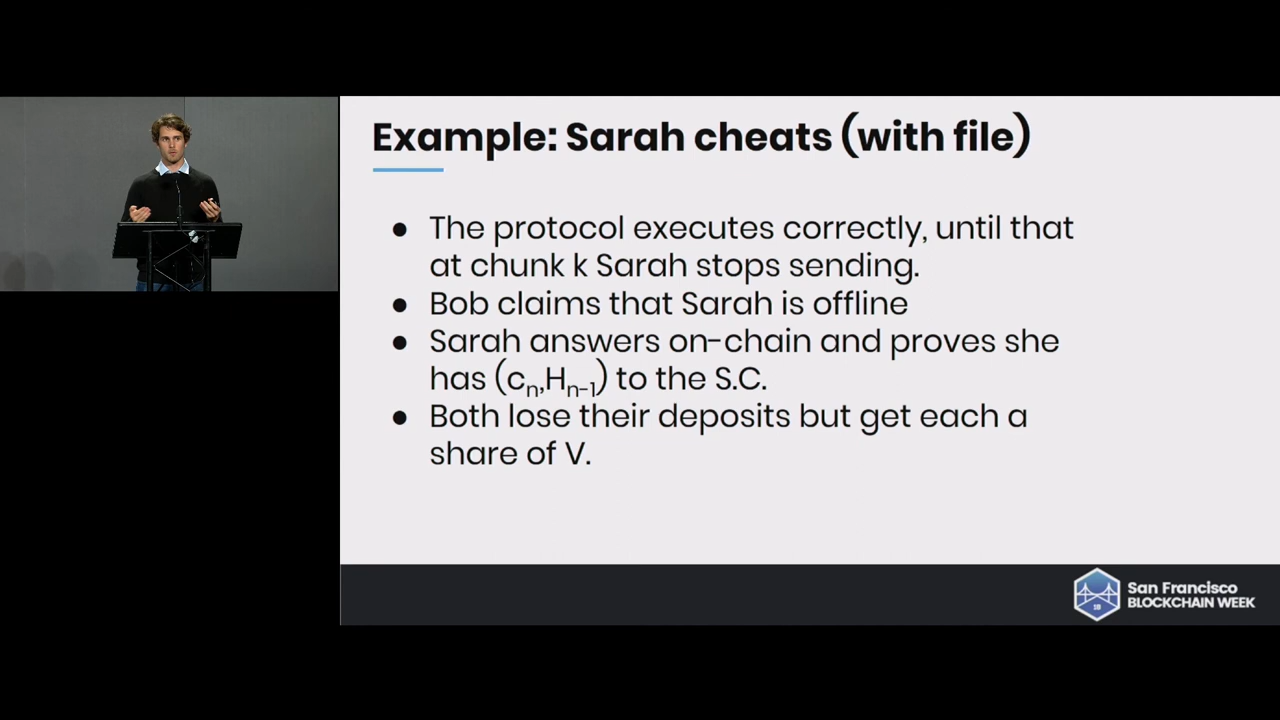 Example: Sarah cheats (with file)
● The protocol executes correctly, until that
at chunk k Sarah stops sending.
● Bob claims that Sarah is offline
● Sarah answers on-chain and proves she
has (cₙ,Hₙ₋₁) to the S.C.
● Both lose their deposits but get each a
share of V.
San Francisco
BLOCKCHAIN WEEK